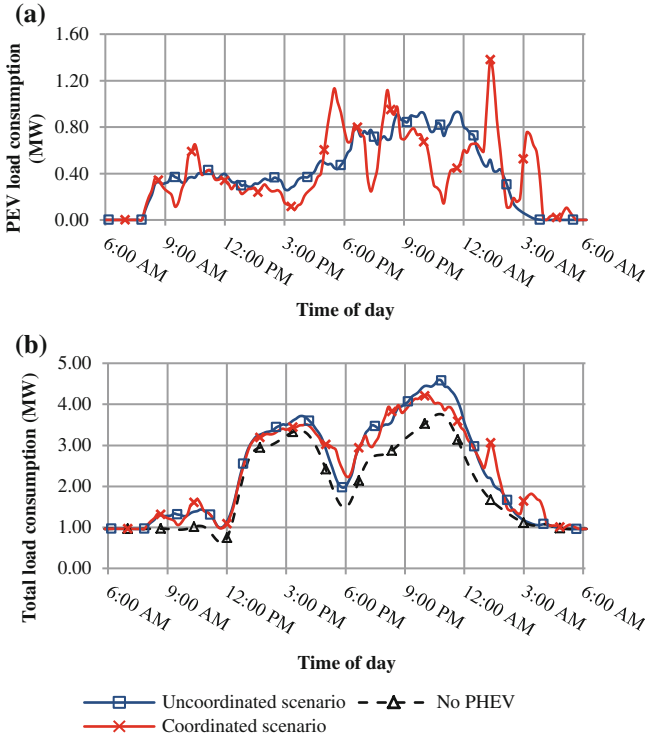 (a)
PEV load consumption
(MW)
1.60
1.20
0.80
0.40
0.00
6:00 AM
9:00 AM
12:00 PM
3:00 PM
6:00 PM
9:00 PM
12:00 AM
3:00 AM
6:00 AM
Time of day
(b)
Total load consumption (MW)
5.00
4.00
3.00
2.00
1.00
0.00
6:00 AM
9:00 AM
12:00 PM
3:00 PM
6:00 PM
9:00 PM
12:00 AM
3:00 AM
6:00 AM
Time of day
Uncoordinated scenario
No PHEV
Coordinated scenario